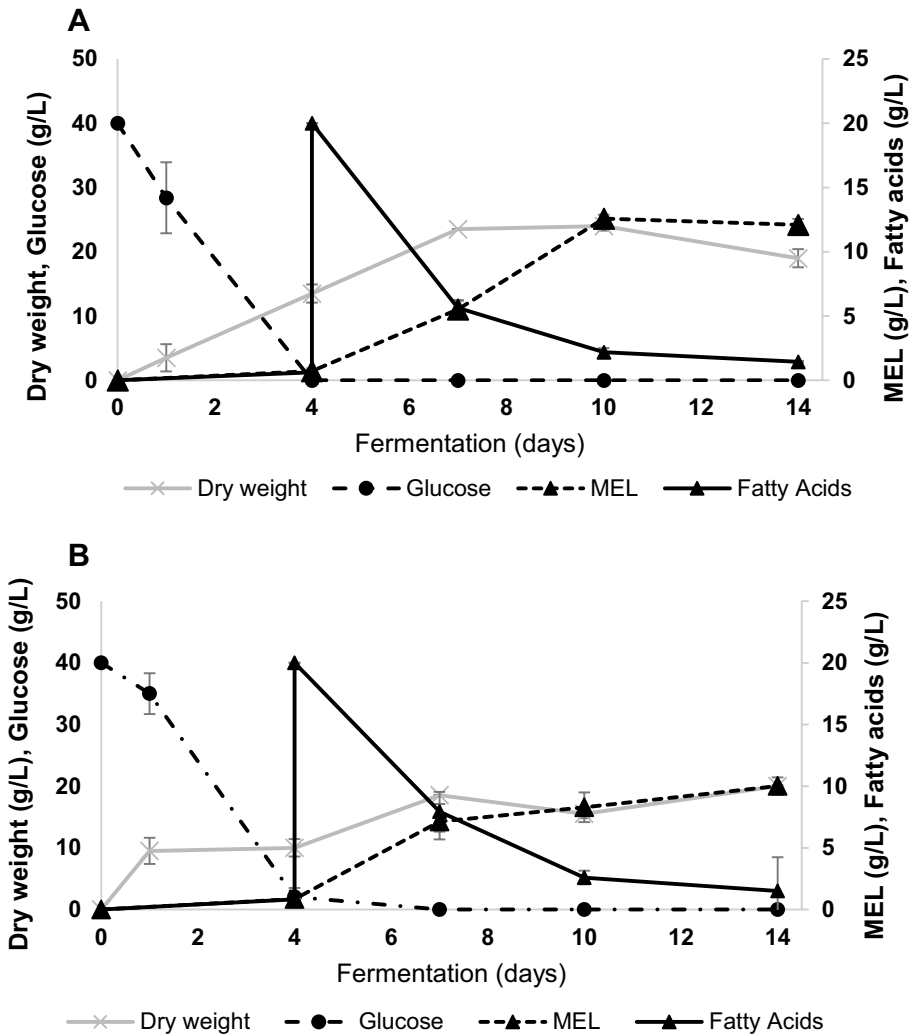 A
50 25
40 20
30 15
20 10
10 5
0 0
0 2 4 6 8 10 12 14
Dry weight, Glucose (g/L)
MEL (g/L), Fatty acids (g/L)
Fermentation (days)
Dry weight Glucose MEL Fatty Acids
B
50 25
40 20
30 15
20 10
10 5
0 0
0 2 4 6 8 10 12 14
Dry weight (g/L), Glucose (g/L)
MEL (g/L), Fatty acids (g/L)
Fermentation (days)
Dry weight Glucose MEL Fatty Acids